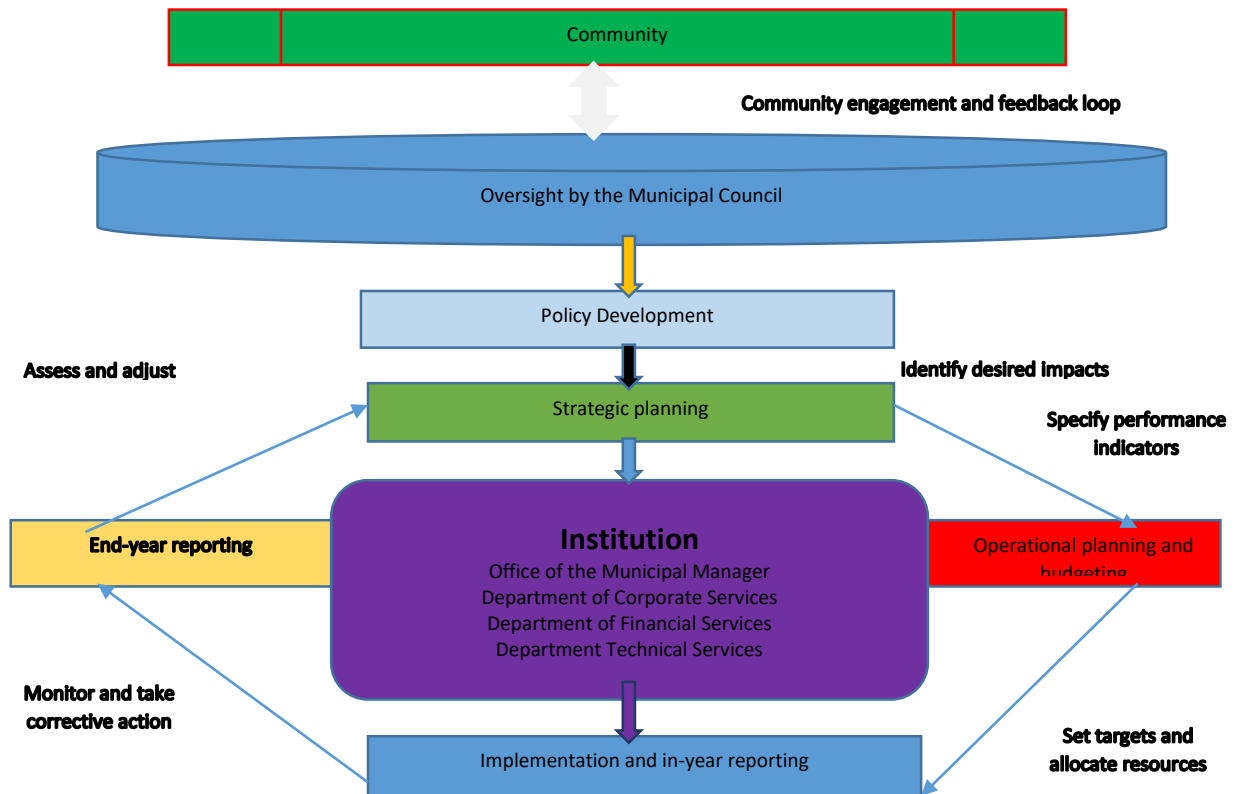 Community
Community engagement and feedback loop
Oversight by the Municipal Council
Policy Development
Assess and adjust
Identify desired impacts
Strategic planning
Specify performance
indicators
End-year reporting
Institution
Office of the Municipal Manager
Department of Corporate Services
Department of Financial Services
Department Technical Services
Operational planning and
budgeting
Monitor and take
corrective action
Implementation and in-year reporting
Set targets and
allocate resources